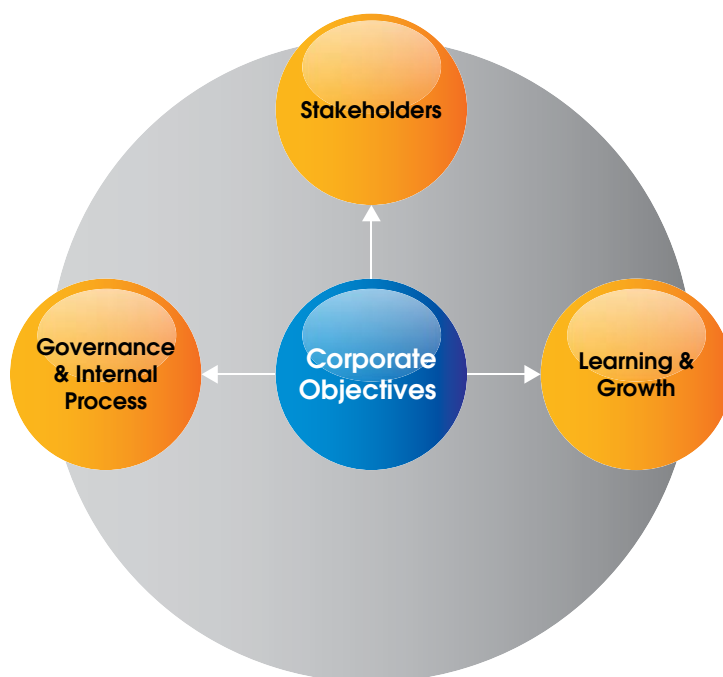 Stakeholders
Governance
& Internal
Process
Corporate
Objectives
Learning &
Growth